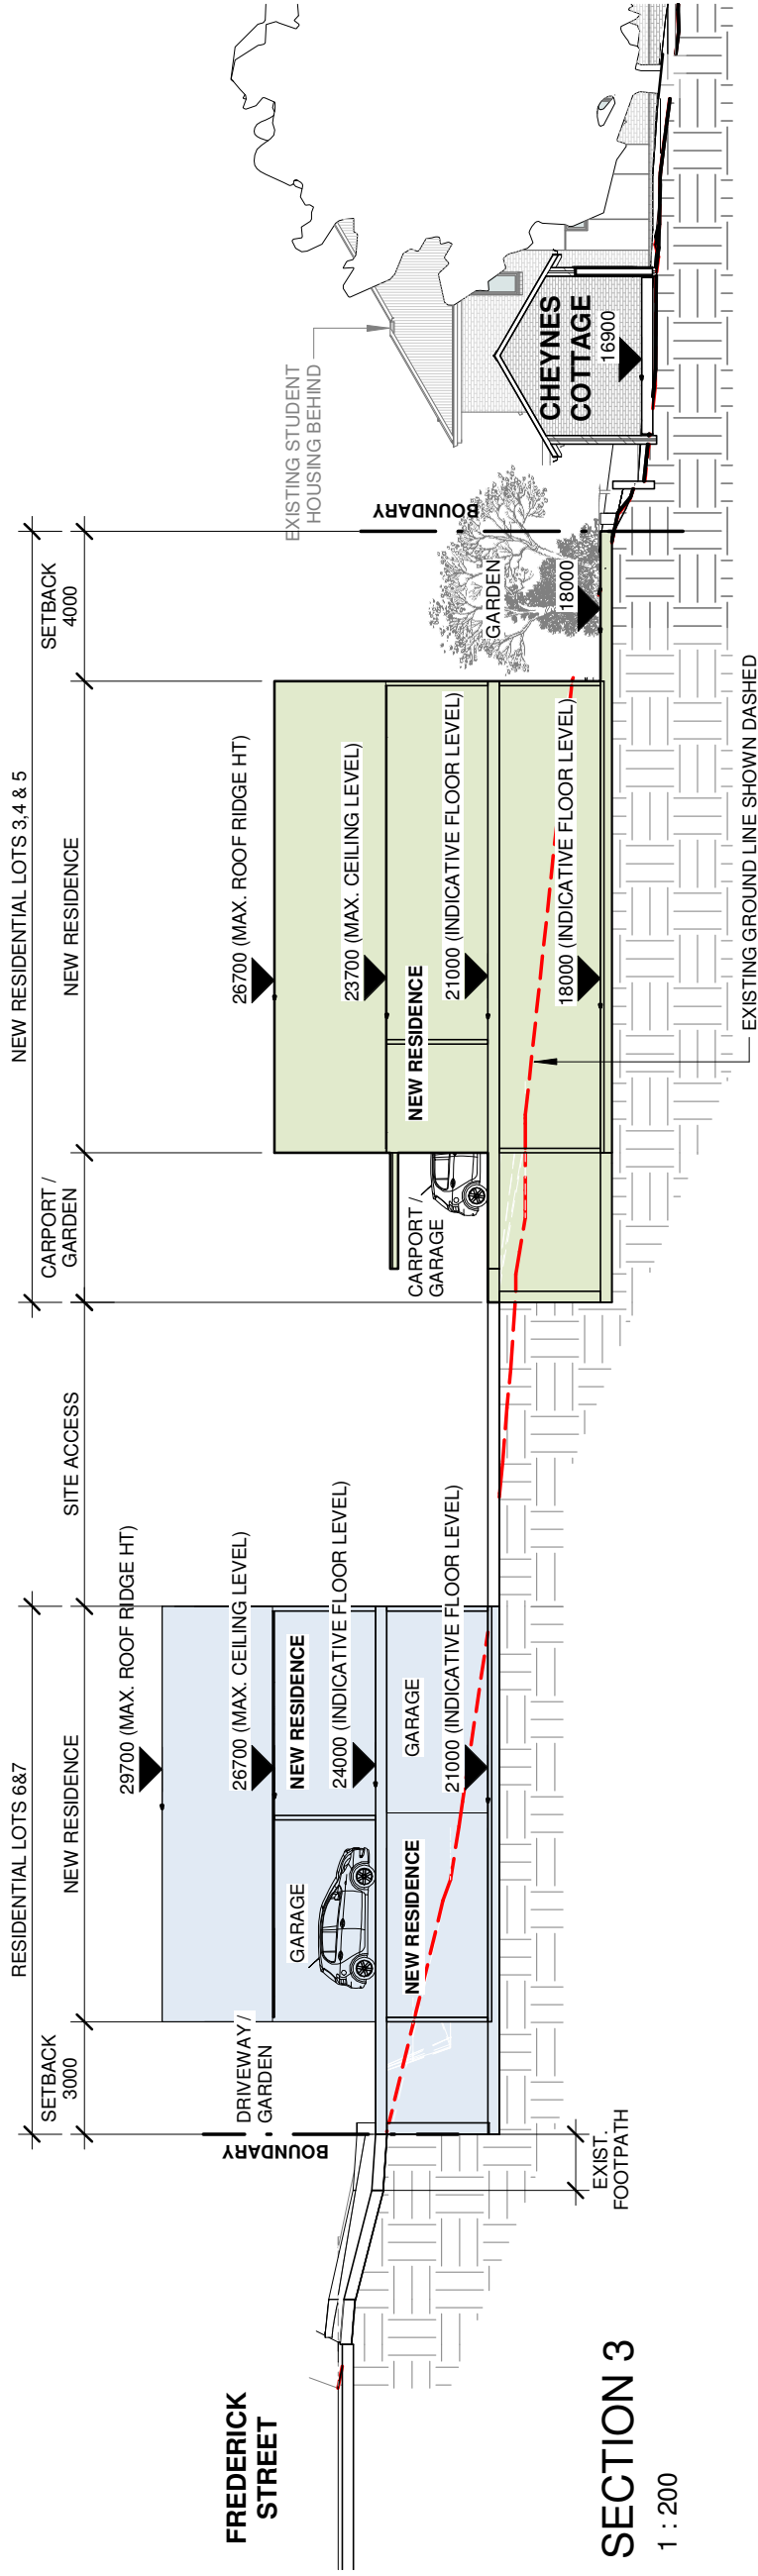 RESIDENTIAL LOTS 6&7
NEW RESIDENTIAL LOTS 3,4 & 5
SETBACK
3000
NEW RESIDENCE
SITE ACCESS
CARPORT /
GARDEN
NEW RESIDENCE
SETBACK
4000
29700 (MAX. ROOF RIDGE HT)
26700 (MAX. CEILING LEVEL)
24000 (INDICATIVE FLOOR LEVEL)
21000 (INDICATIVE FLOOR LEVEL)
BOUNDARY
DRIVEWAY /
GARDEN
GARAGE
NEW RESIDENCE
NEW RESIDENCE
GARAGE
FREDERICK
STREET
EXIST.
FOOTPATH
26700 (MAX. ROOF RIDGE HT)
23700 (MAX. CEILING LEVEL)
21000 (INDICATIVE FLOOR LEVEL)
18000 (INDICATIVE FLOOR LEVEL)
NEW RESIDENCE
CARPORT /
GARAGE
BOUNDARY
GARDEN
18000
EXISTING STUDENT
HOUSING BEHIND
CHEYNES
COTTAGE
16900
EXISTING GROUND LINE SHOWN DASHED
SECTION 3
1 : 200